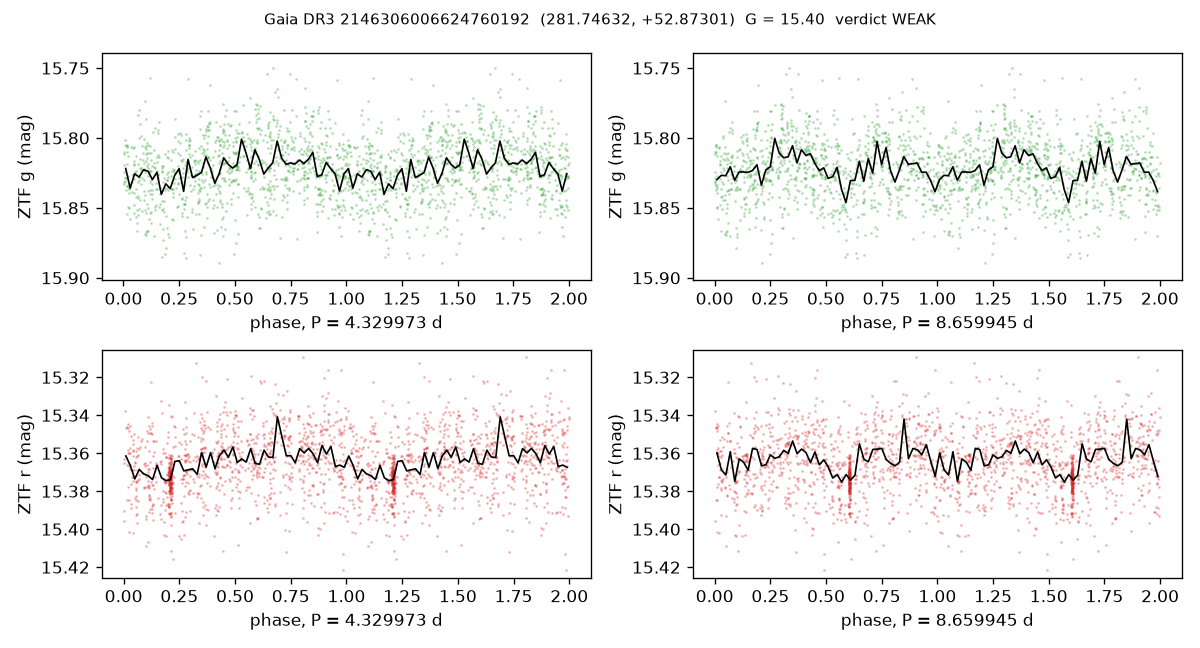 Gaia DR3 2146306006624760192  (281.74632, +52.87301)  G = 15.40  verdict WEAK
ZTF g (mag)
15.75
15.80
15.85
15.90
0.00 0.25 0.50 0.75 1.00 1.25 1.50 1.75 2.00
phase, P = 4.329973 d
ZTF g (mag)
15.75
15.80
15.85
15.90
0.00 0.25 0.50 0.75 1.00 1.25 1.50 1.75 2.00
phase, P = 8.659945 d
ZTF r (mag)
15.32
15.34
15.36
15.38
15.40
15.42
0.00 0.25 0.50 0.75 1.00 1.25 1.50 1.75 2.00
phase, P = 4.329973 d
ZTF r (mag)
15.32
15.34
15.36
15.38
15.40
15.42
0.00 0.25 0.50 0.75 1.00 1.25 1.50 1.75 2.00
phase, P = 8.659945 d